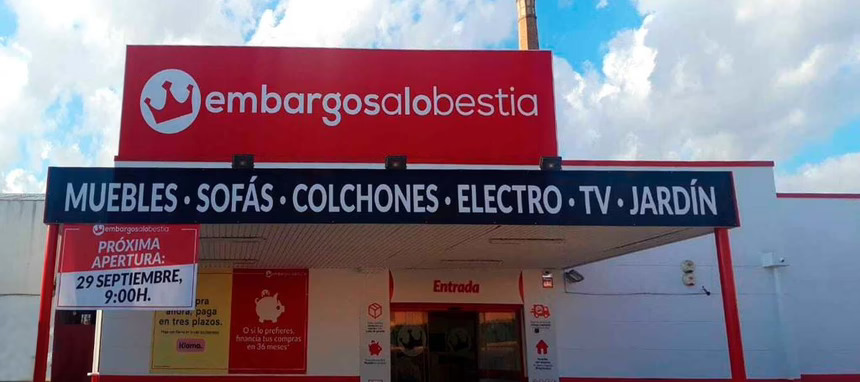 embargosalobestia
MUEBLES · SOFÁS · COLCHONES · ELECTRO · TV · JARDÍN
embargosalobestia
PRÓXIMA
APERTURA:
29 SEPTIEMBRE,
9:00H.
ahora, paga
en tres plazos.
Klarna.
O si lo prefieres,
financia tus compras
en 36 meses*
Entrada